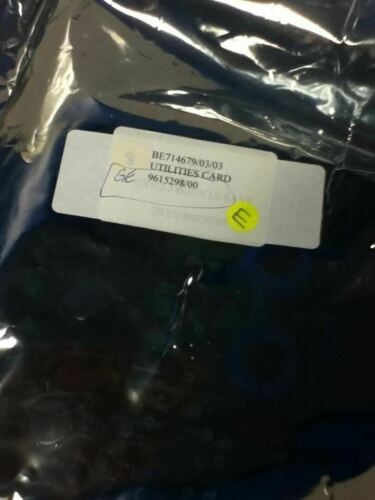 BE714679/03/03
UTILITIES CARD
GE 9615298/00
E